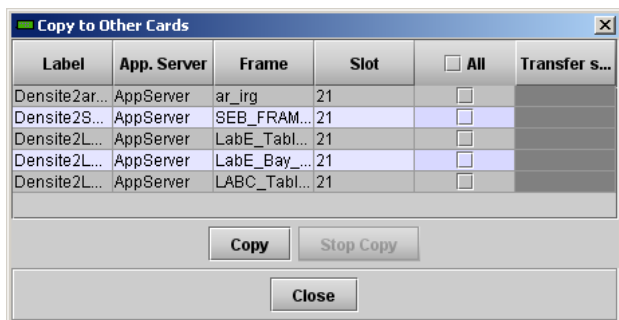 Copy to Other Cards
Label App. Server Frame Slot All Transfer s...
Densite2ar... AppServer ar_irg 21
Densite2S... AppServer SEB_FRAM... 21
Densite2L... AppServer LabE_Tabl... 21
Densite2L... AppServer LabE_Bay_... 21
Densite2L... AppServer LABC_Tabl... 21
Copy Stop Copy
Close